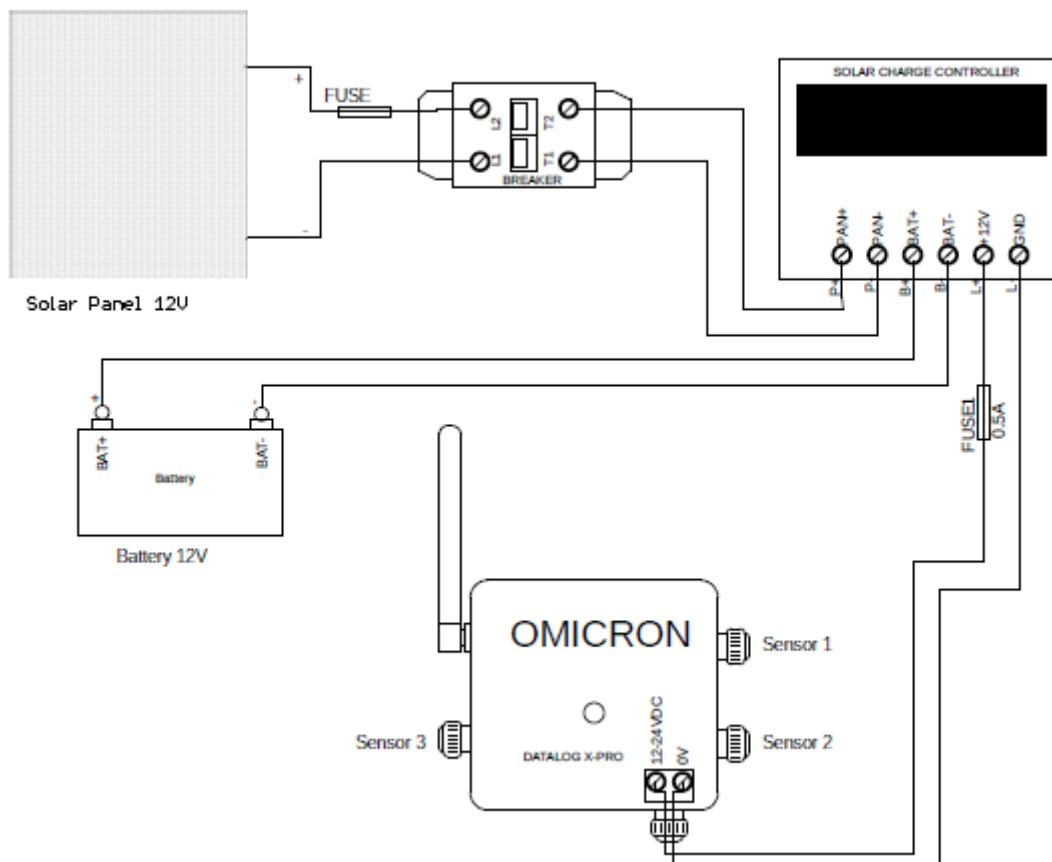 SOLAR CHARGE CONTROLLER
+
FUSE
L2
T2
L1
T1
BREAKER
-
PAN+
PAN-
BAT+
BAT-
+12V
GND
P+
P-
B+
B-
L+
L-
Solar Panel 12V
+
-
BAT+
BAT-
Battery
Battery 12V
FUSE1
0.5A
OMICRON
Sensor 1
Sensor 2
Sensor 3
DATALOG X-PRO
12-24VDC
0V